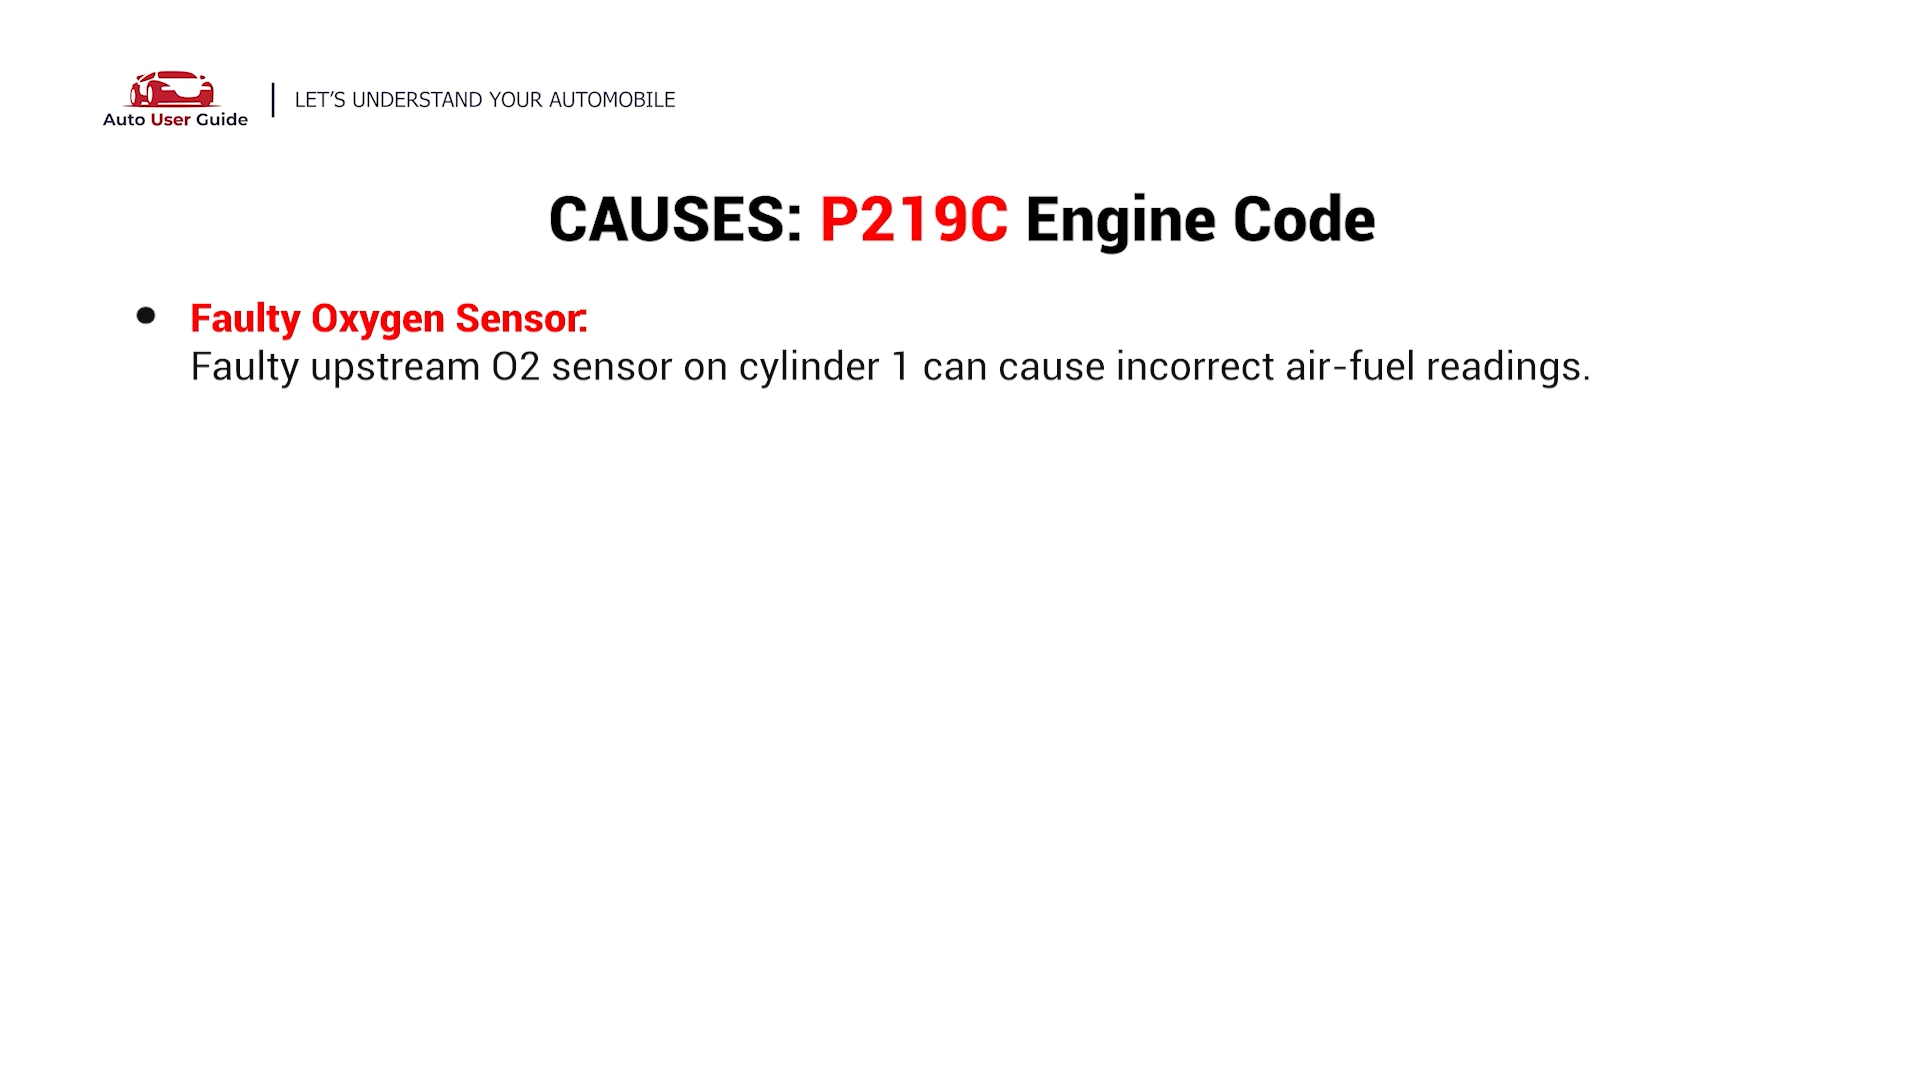 Auto User Guide
LET’S UNDERSTAND YOUR AUTOMOBILE
CAUSES: P219C Engine Code
● Faulty Oxygen Sensor:
Faulty upstream O2 sensor on cylinder 1 can cause incorrect air-fuel readings.